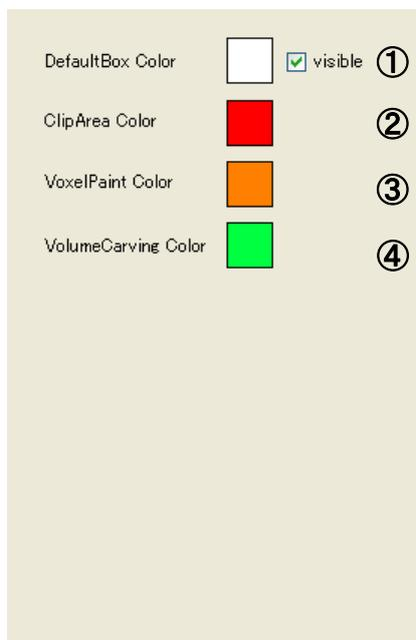 DefaultBox Color visible ①
ClipArea Color ②
VoxelPaint Color ③
VolumeCarving Color ④